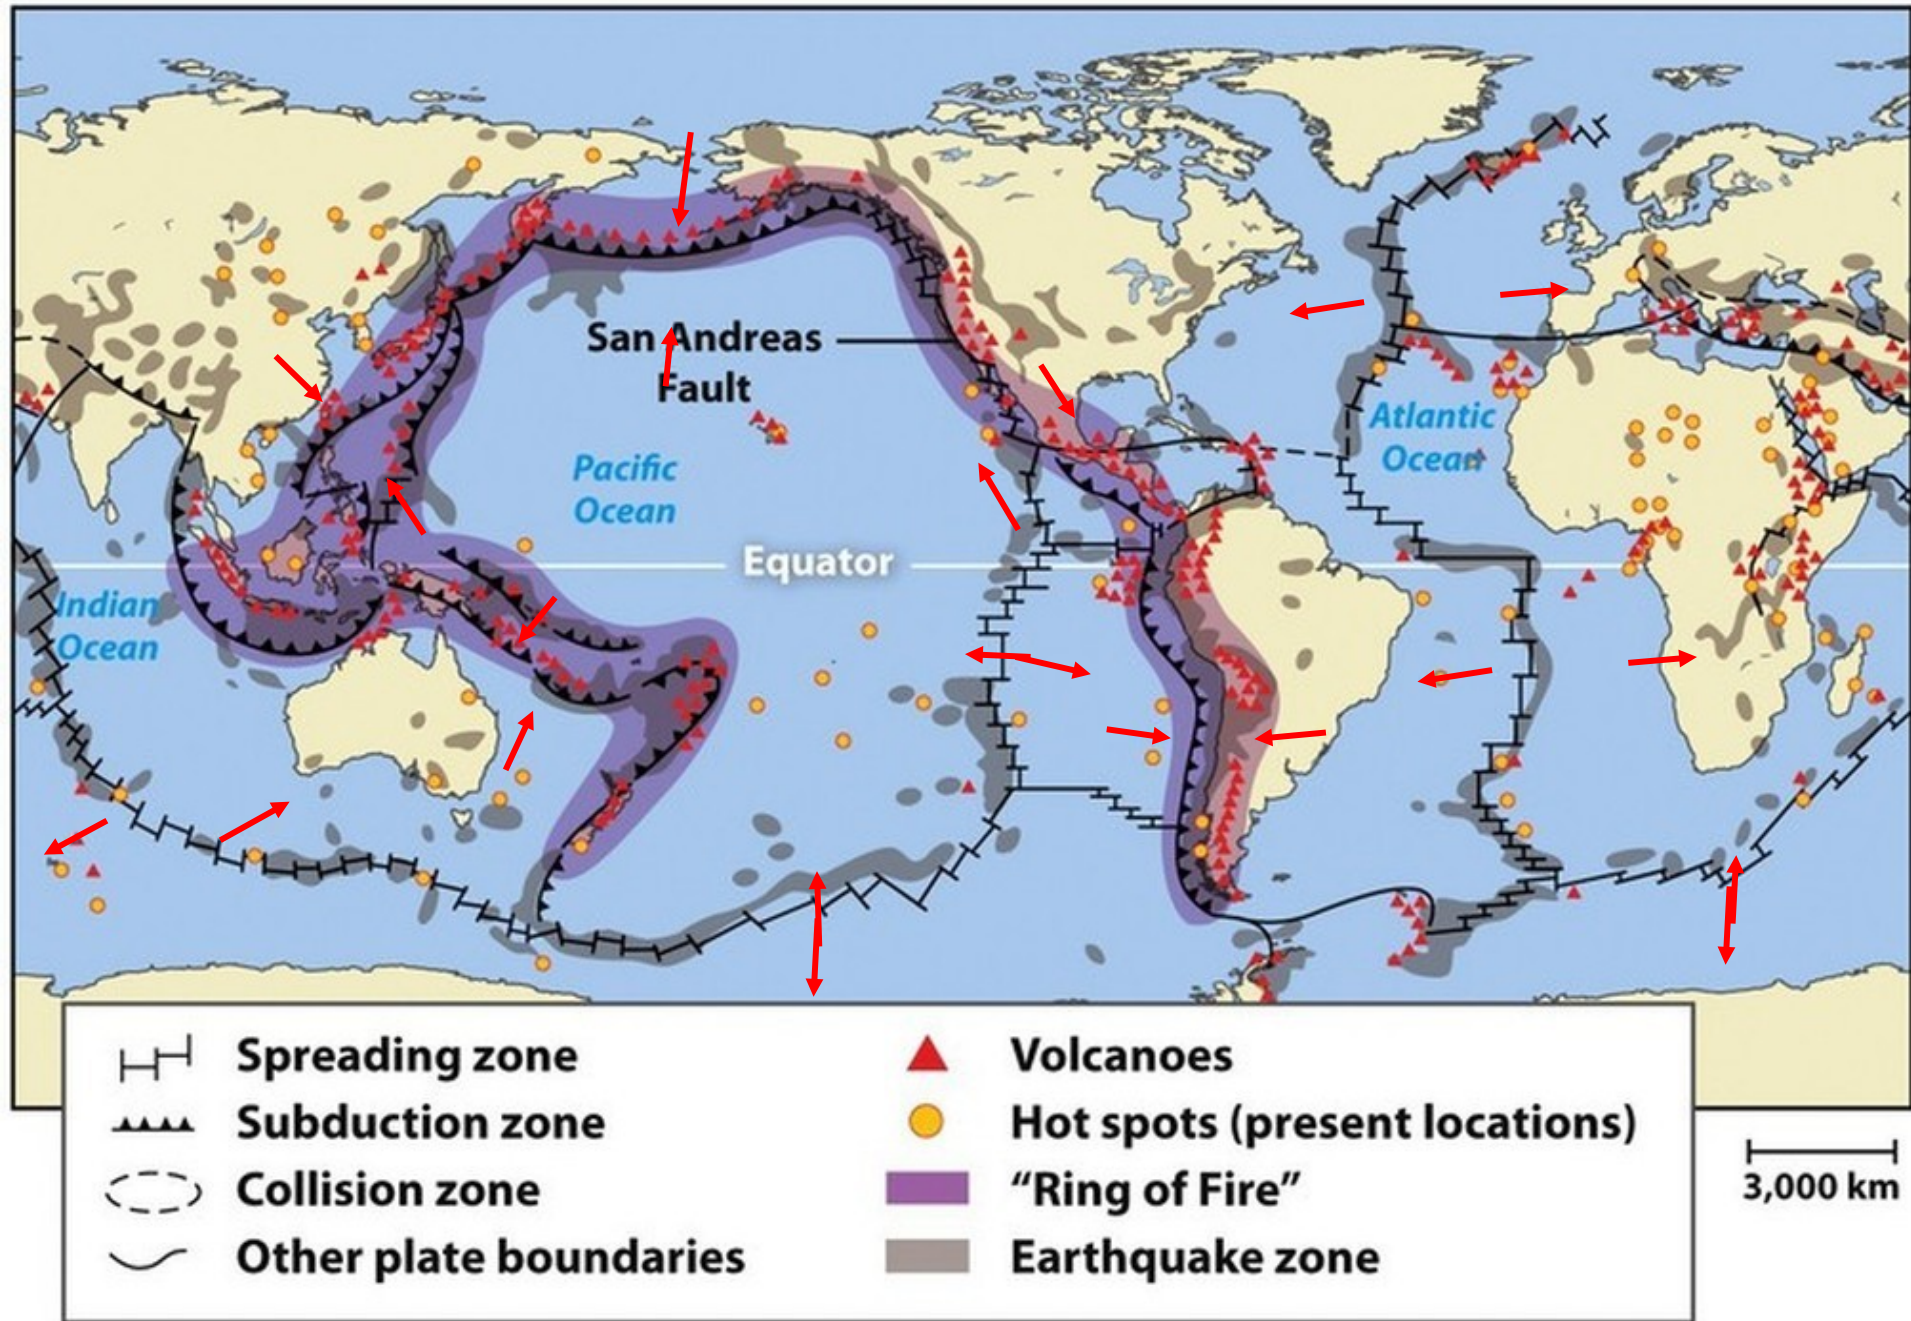 San Andreas
Fault
Atlantic
Ocean
Pacific
Ocean
Equator
Indian
Ocean
Spreading zone
Subduction zone
Collision zone
Other plate boundaries
Volcanoes
Hot spots (present locations)
“Ring of Fire”
Earthquake zone
3,000 km